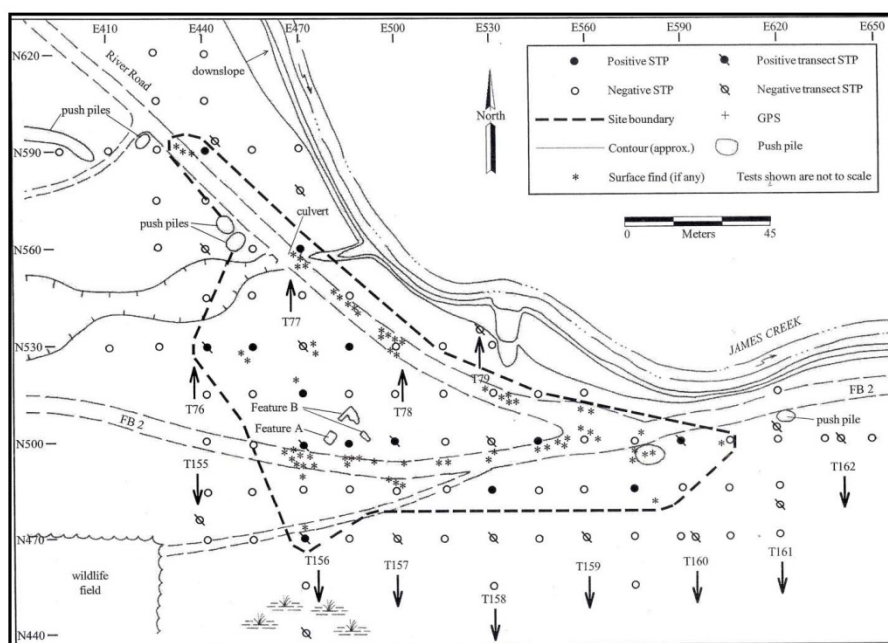 E410 E440 E470 E500 E530 E560 E590 E620 E650
N620
River Road
downslope
push piles
N590
push piles
culvert
N560
T77
N530
T76
T78
T79
JAMES CREEK
FB 2
push pile
Feature B
Feature A
FB 2
N500
T155
T162
N470
wildlife
field
T156
T157
T158
T159
T160
T161
N440
North
Positive STP
Positive transect STP
Negative STP
Negative transect STP
Site boundary
GPS
Contour (approx.)
Push pile
Surface find (if any)
Tests shown are not to scale
0 Meters 45